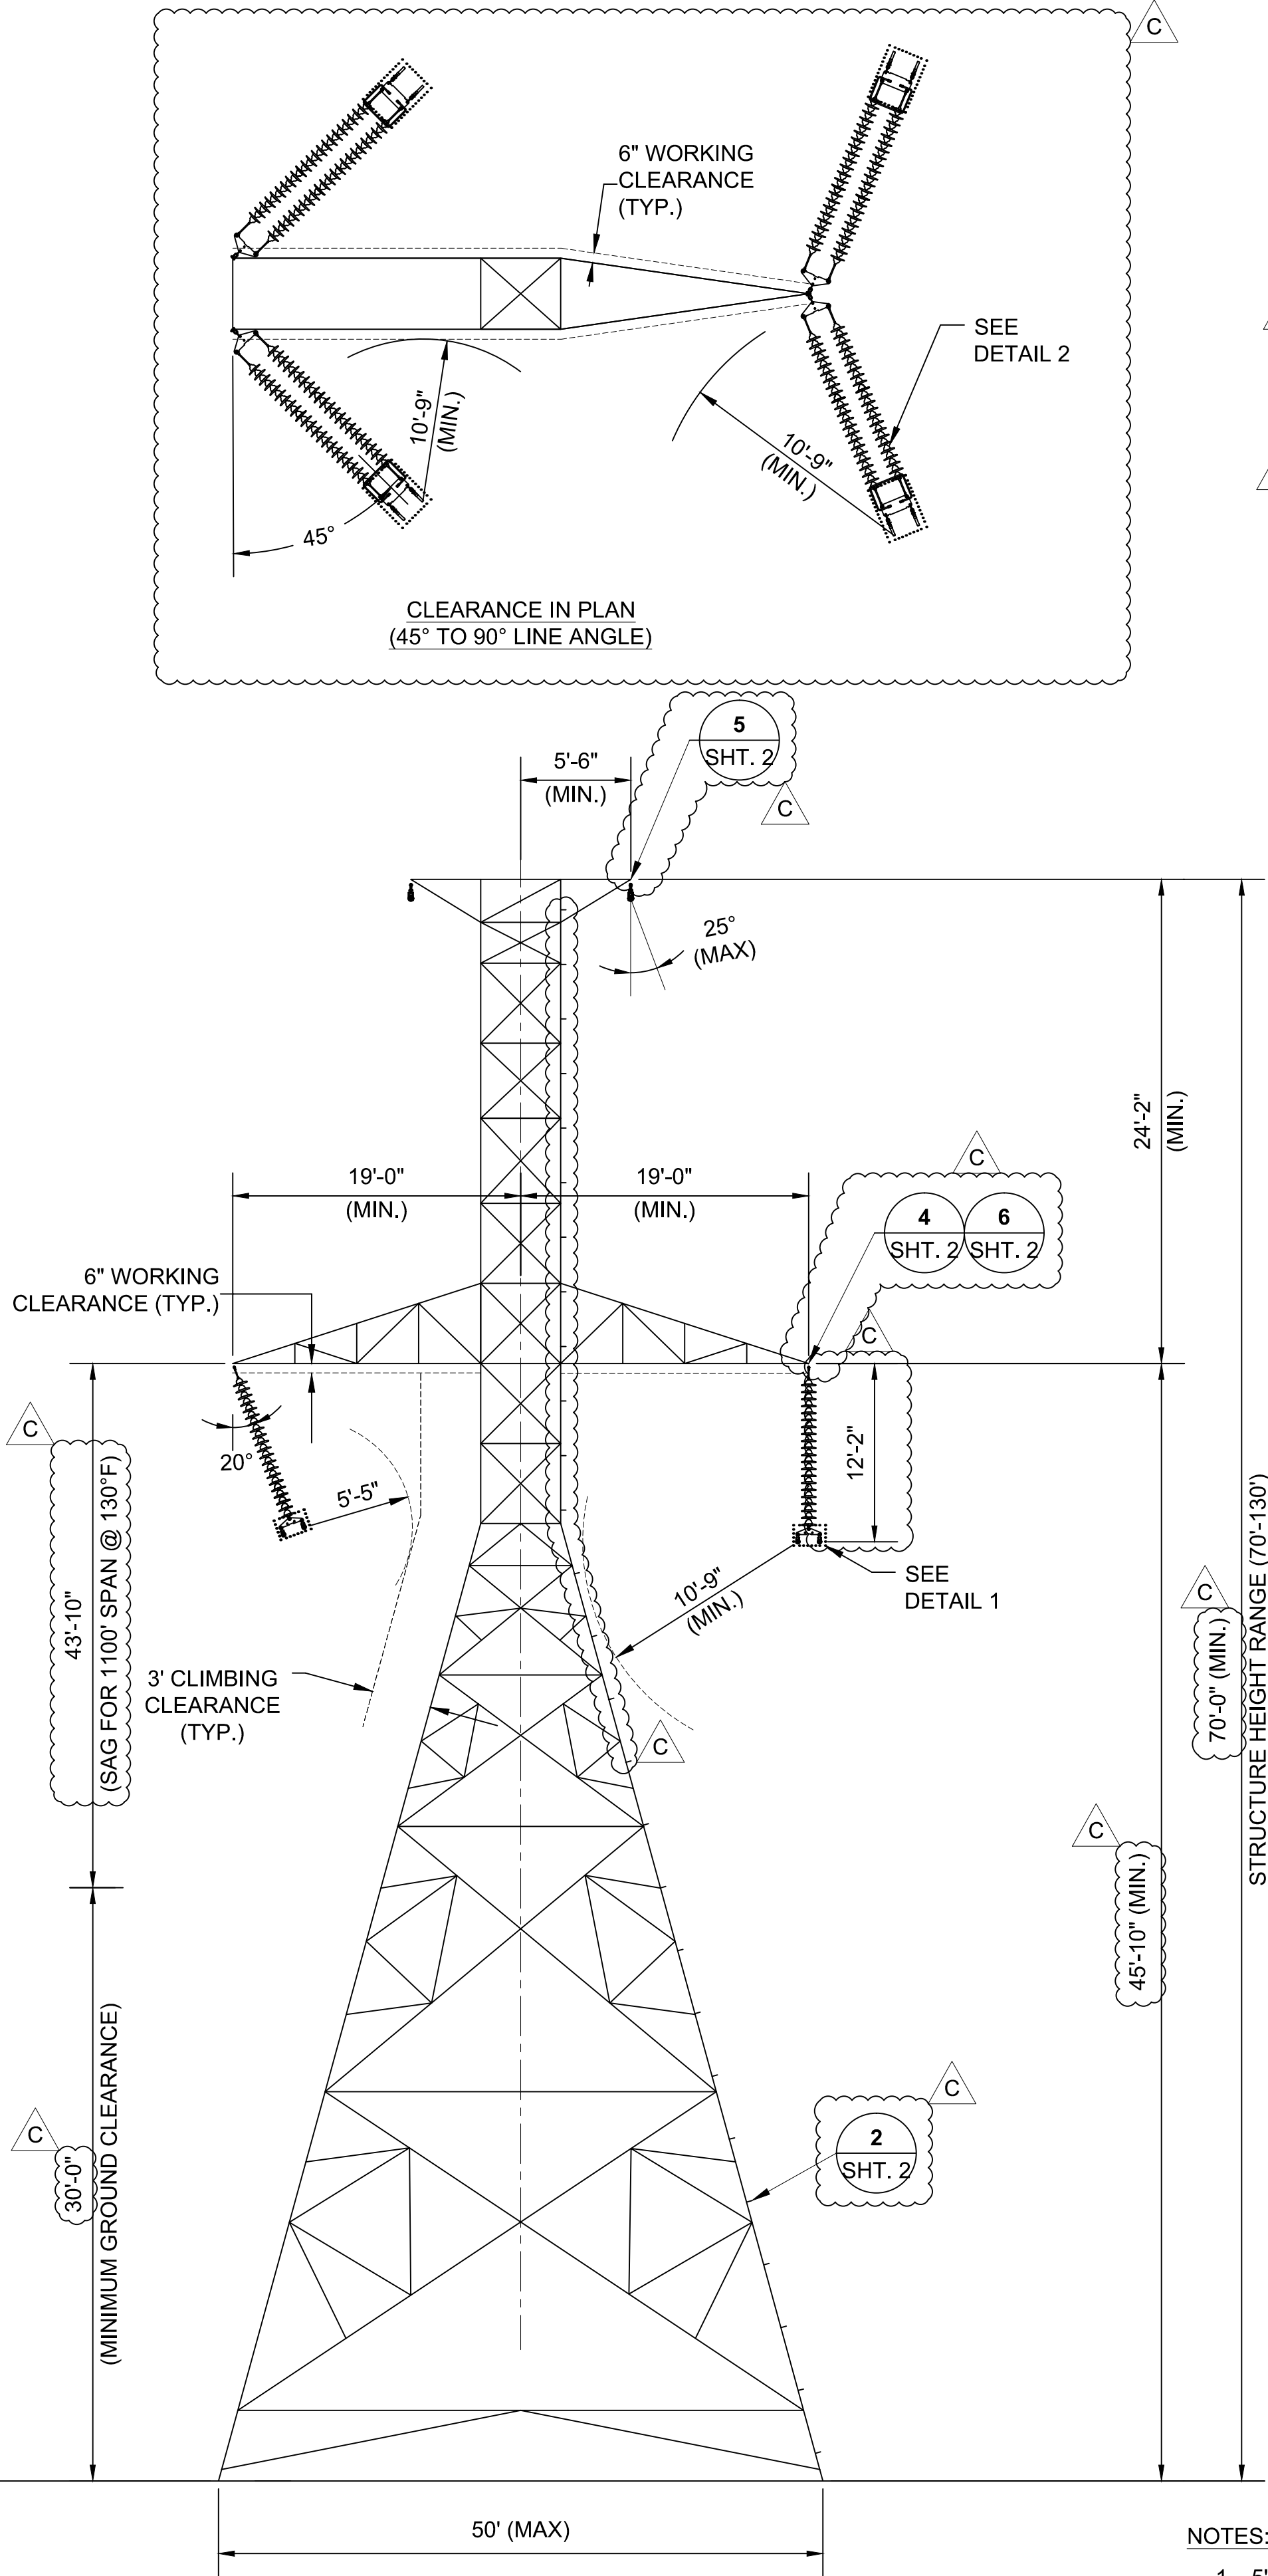 C
6" WORKING
CLEARANCE
(TYP.)
SEE
DETAIL 2
10'-9"
(MIN.)
10'-9"
(MIN.)
45°
CLEARANCE IN PLAN
(45° TO 90° LINE ANGLE)
5
SHT. 2
C
5'-6"
(MIN.)
25°
(MAX)
24'-2"
(MIN.)
C
19'-0"
(MIN.)
19'-0"
(MIN.)
4
SHT. 2
6
SHT. 2
6" WORKING
CLEARANCE (TYP.)
C
C
20°
5'-5"
12'-2"
43'-10"
(SAG FOR 1100' SPAN @ 130°F)
SEE
DETAIL 1
10'-9"
(MIN.)
C
70'-0" (MIN.)
STRUCTURE HEIGHT RANGE (70'-130')
3' CLIMBING
CLEARANCE
(TYP.)
C
C
45'-10" (MIN.)
C
2
SHT. 2
C
30'-0"
(MINIMUM GROUND CLEARANCE)
50' (MAX)
NOTES:
1. 5'